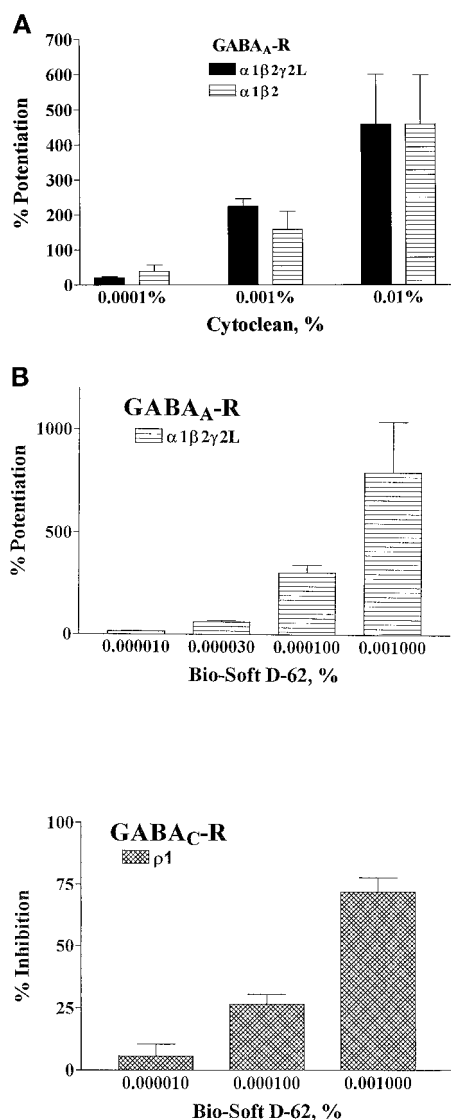 A
GABAA-R
α1β2γ2L
α1β2
700
600
500
400
300
200
100
0
% Potentiation
0.0001% 0.001% 0.01%
Cytoclean, %
B
GABAA-R
α1β2γ2L
1000
500
0
% Potentiation
0.000010 0.000030 0.000100 0.001000
Bio-Soft D-62, %
GABAC-R
ρ1
100
75
50
25
0
% Inhibition
0.000010 0.000100 0.001000
Bio-Soft D-62, %